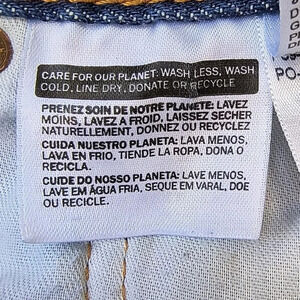 CARE FOR OUR PLANET: WASH LESS, WASH
COLD, LINE DRY, DONATE OR RECYCLE
PRENEZ SOIN DE NOTRE PLANETE: LAVEZ
MOINS, LAVEZ A FROID, LAISSEZ SECHER
NATURELLEMENT, DONNEZ OU RECYCLEZ
CUIDA NUESTRO PLANETA: LAVA MENOS,
LAVA EN FRIO, TIENDE LA ROPA, DONA O
RECICLA.
CUIDE DO NOSSO PLANETA: LAVE MENOS,
LAVE EM ÁGUA FRIA, SEQUE EM VARAL, DOE
OU RECICLE.